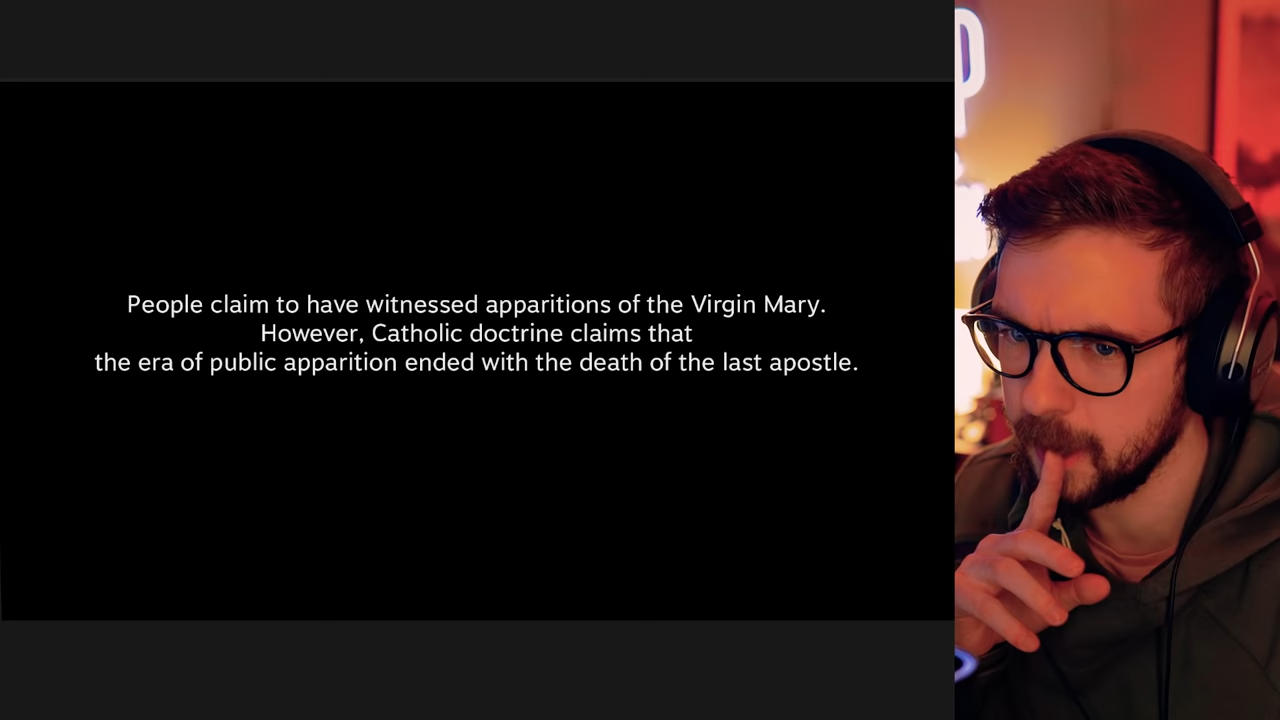 People claim to have witnessed apparitions of the Virgin Mary.
However, Catholic doctrine claims that
the era of public apparition ended with the death of the last apostle.